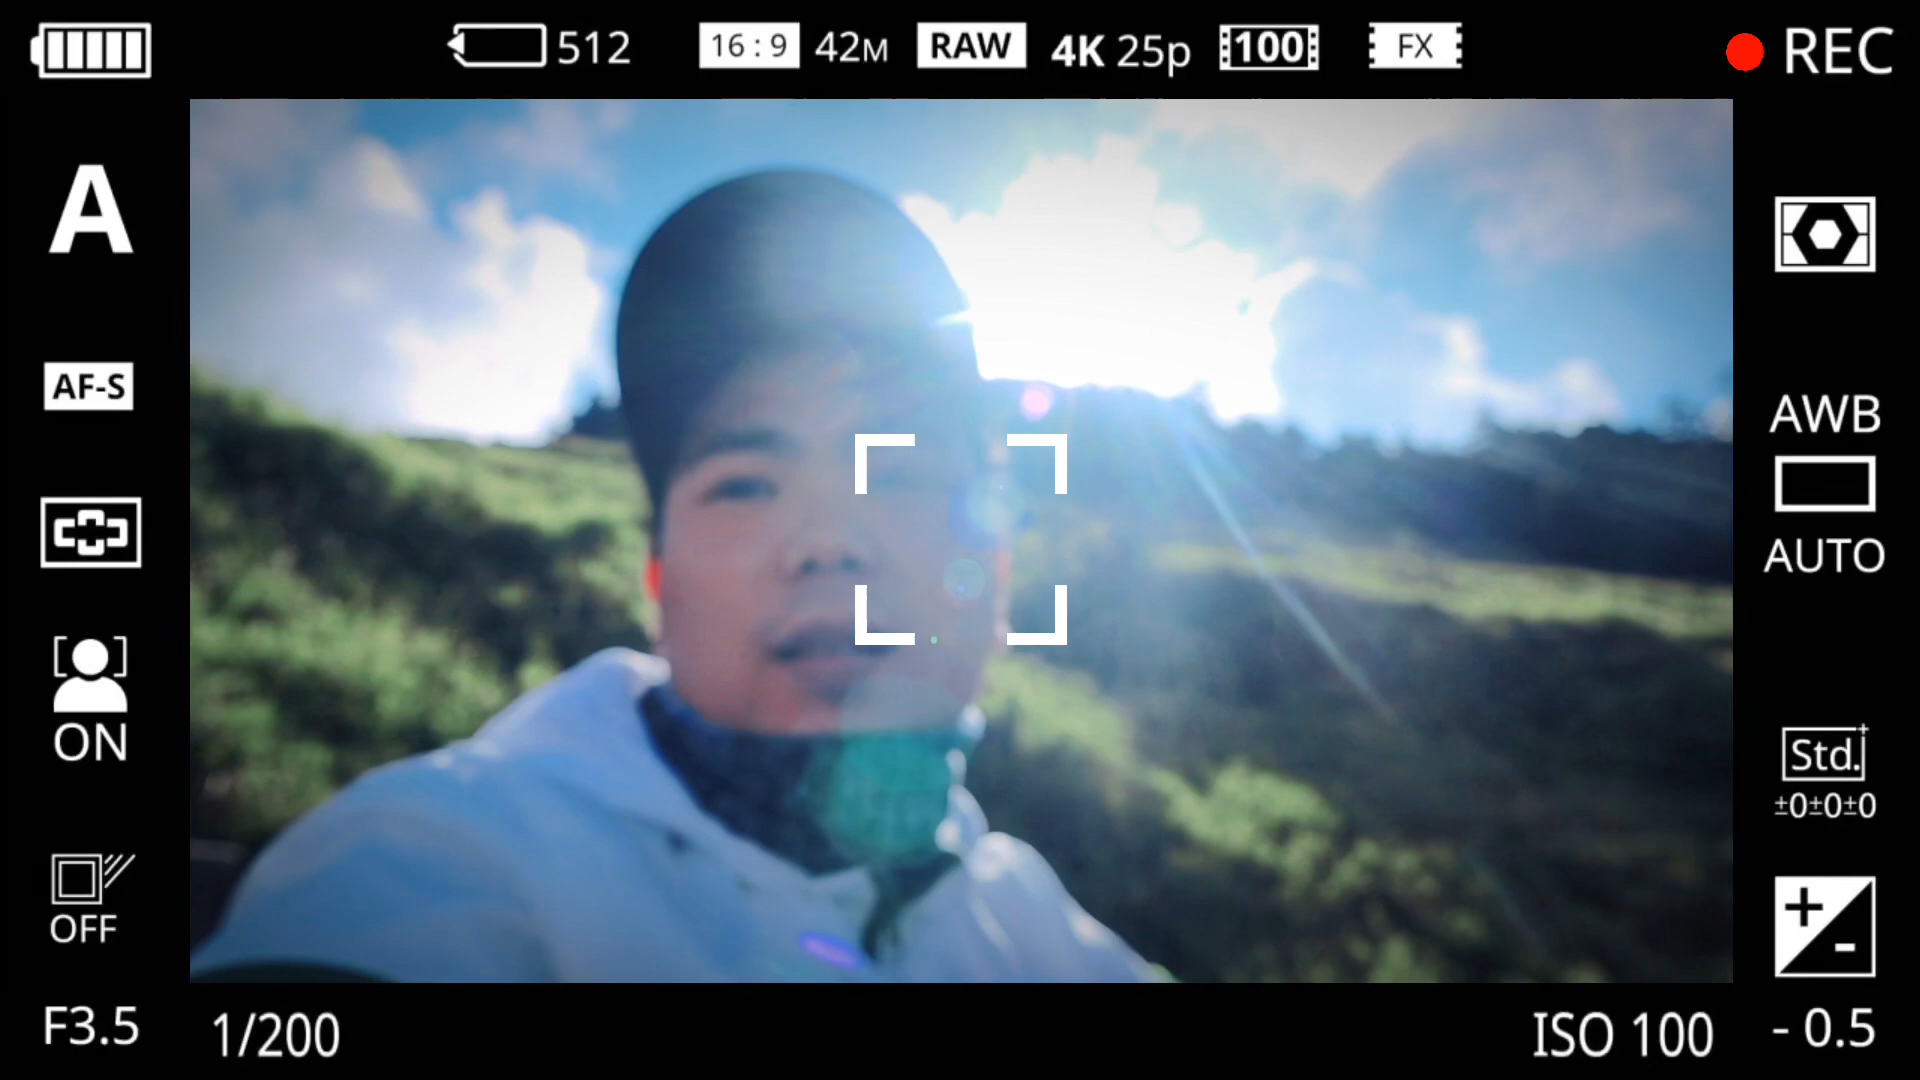 512 16:9 42M RAW 4K 25p 100 FX REC
A
AF-S
AWB
AUTO
ON
Std.+
±0±0±0
OFF
F3.5 1/200 ISO 100 - 0.5